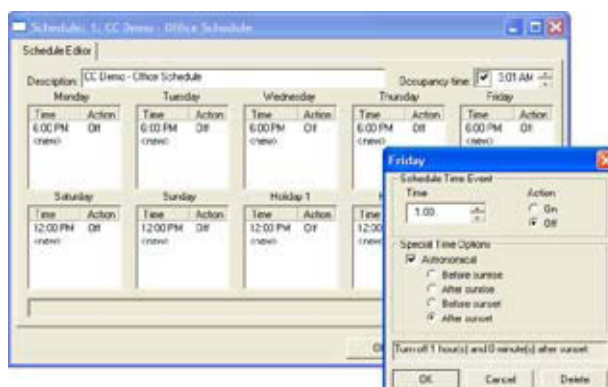 Schedule: 1: CC Demo - Office Schedule
Schedule Editor
Description: CC Demo - Office Schedule
Occupancy time: 3:01 AM
Monday Tuesday Wednesday Thursday Friday
Time Action Time Action Time Action Time Action Time Action
6:00 PM Off 6:00 PM Off 6:00 PM Off 6:00 PM Off 6:00 PM Off
<new> <new> <new> <new> <new>
Saturday Sunday Holiday 1
Time Action Time Action Time Action Time
12:00 PM Off 12:00 PM Off 12:00 PM Off 12:00
<new> <new> <new> <new>
Friday
Schedule Time Event
Time Action
1:00 On
Off
Special Time Options
Astronomical
Before sunrise
After sunrise
Before sunset
After sunset
Turn off 1 hour(s) and 0 minute(s) after sunset
OK Cancel Delete